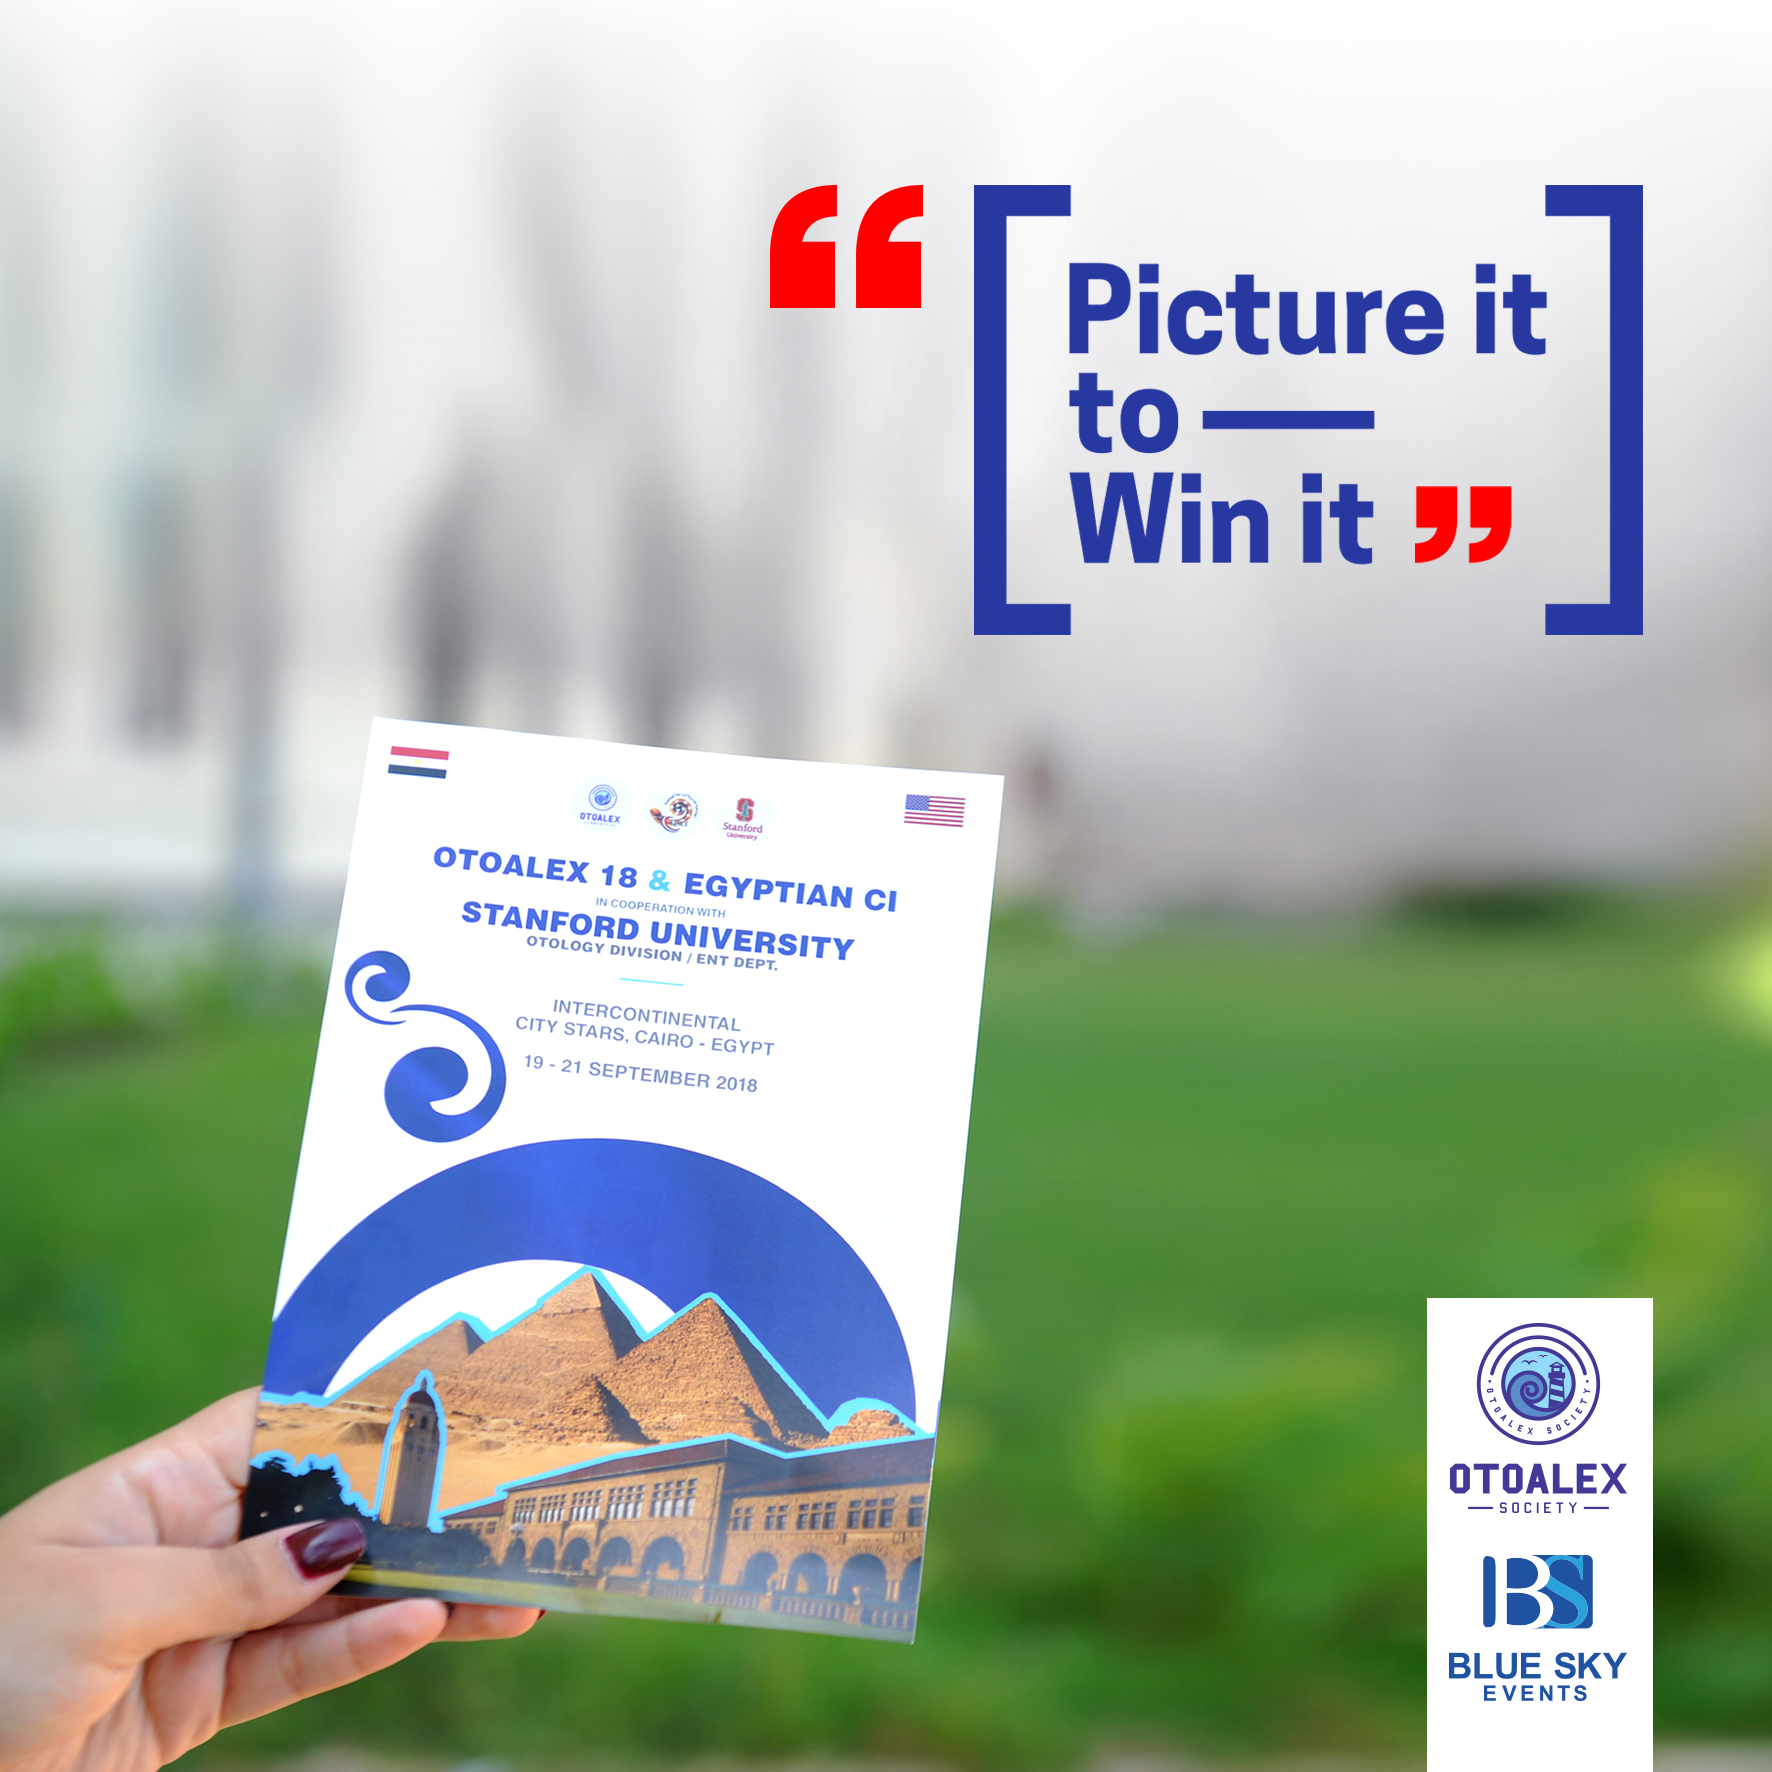 “ Picture it
to —
Win it ”
OTOALEX
Stanford
University
OTOALEX 18 & EGYPTIAN CI
IN COOPERATION WITH
STANFORD UNIVERSITY
OTOLOGY DIVISION / ENT DEPT.
INTERCONTINENTAL
CITY STARS, CAIRO - EGYPT
19 - 21 SEPTEMBER 2018
OTOALEX SOCIETY
OTOALEX
SOCIETY
BS
BLUE SKY
EVENTS